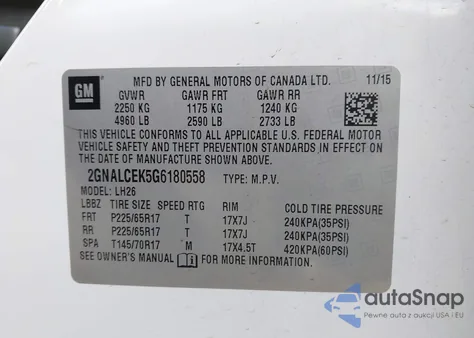 GM
MFD BY GENERAL MOTORS OF CANADA LTD. 11/15
GVWR GAWR FRT GAWR RR
2250 KG 1175 KG 1240 KG
4960 LB 2590 LB 2733 LB
THIS VEHICLE CONFORMS TO ALL APPLICABLE U.S. FEDERAL MOTOR
VEHICLE SAFETY AND THEFT PREVENTION STANDARDS IN EFFECT ON
THE DATE OF MANUFACTURE SHOWN ABOVE.
2GNALCEK5G6180558 TYPE: M.P.V.
MODEL: LH26
LBBZ TIRE SIZE SPEED RTG RIM COLD TIRE PRESSURE
FRT P225/65R17 T 17X7J 240KPA(35PSI)
RR P225/65R17 T 17X7J 240KPA(35PSI)
SPA T145/70R17 M 17X4.5T 420KPA(60PSI)
SEE OWNER'S MANUAL FOR MORE INFORMATION
autoSnap
Pewne auta z aukcji USA i EU